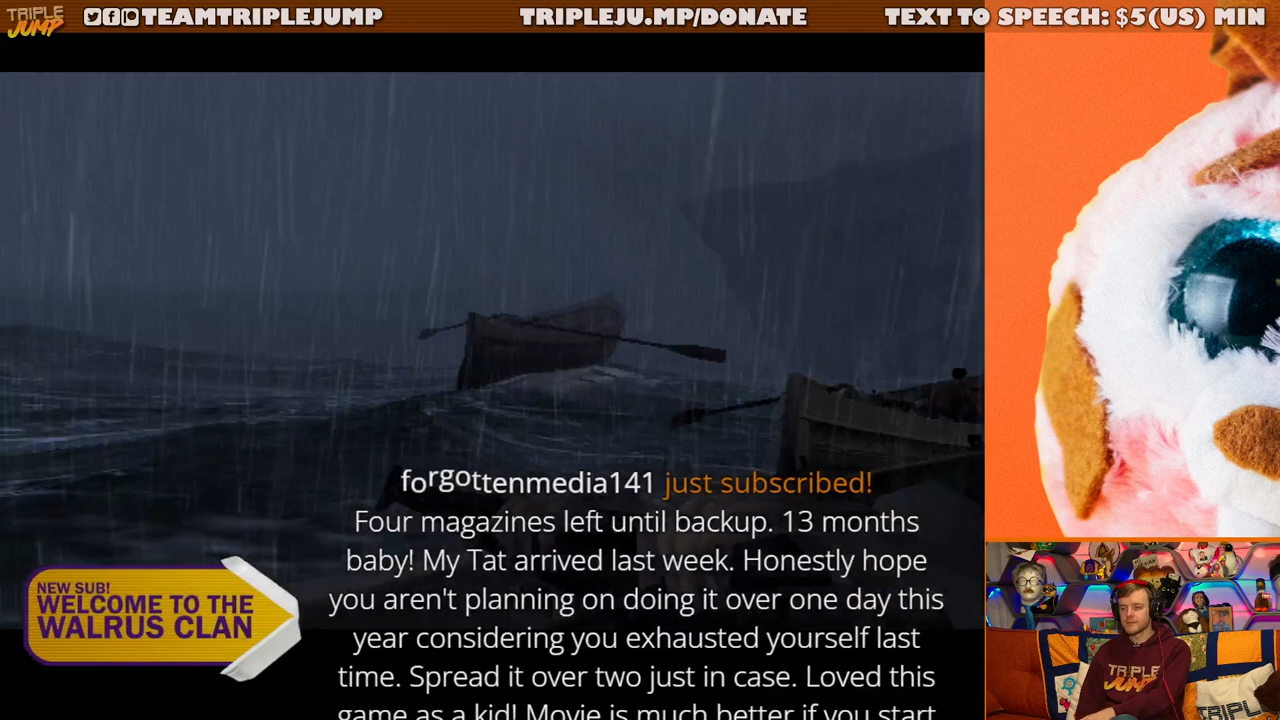 TRIPLE
JUMP
TEAMTRIPLEJUMP
TRIPLEJU.MP/DONATE
TEXT TO SPEECH: $5(US) MIN
forgottenmedia141 just subscribed!
Four magazines left until backup. 13 months
baby! My Tat arrived last week. Honestly hope
you aren't planning on doing it over one day this
year considering you exhausted yourself last
time. Spread it over two just in case. Loved this
game as a kid! Movie is much better if you start
NEW SUB!
WELCOME TO THE
WALRUS CLAN
TRIPLE
JUMP
TRIPL